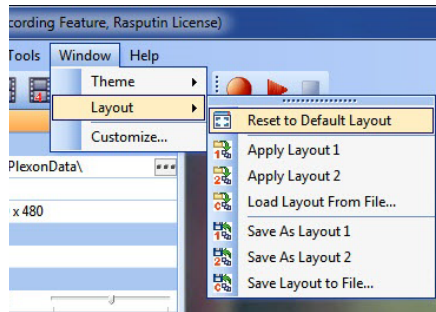 cording Feature, Rasputin License)
Tools Window Help
Theme
Layout
Customize...
Reset to Default Layout
Apply Layout 1
Apply Layout 2
Load Layout From File...
Save As Layout 1
Save As Layout 2
Save Layout to File...
PlexonData\ ...
x 480